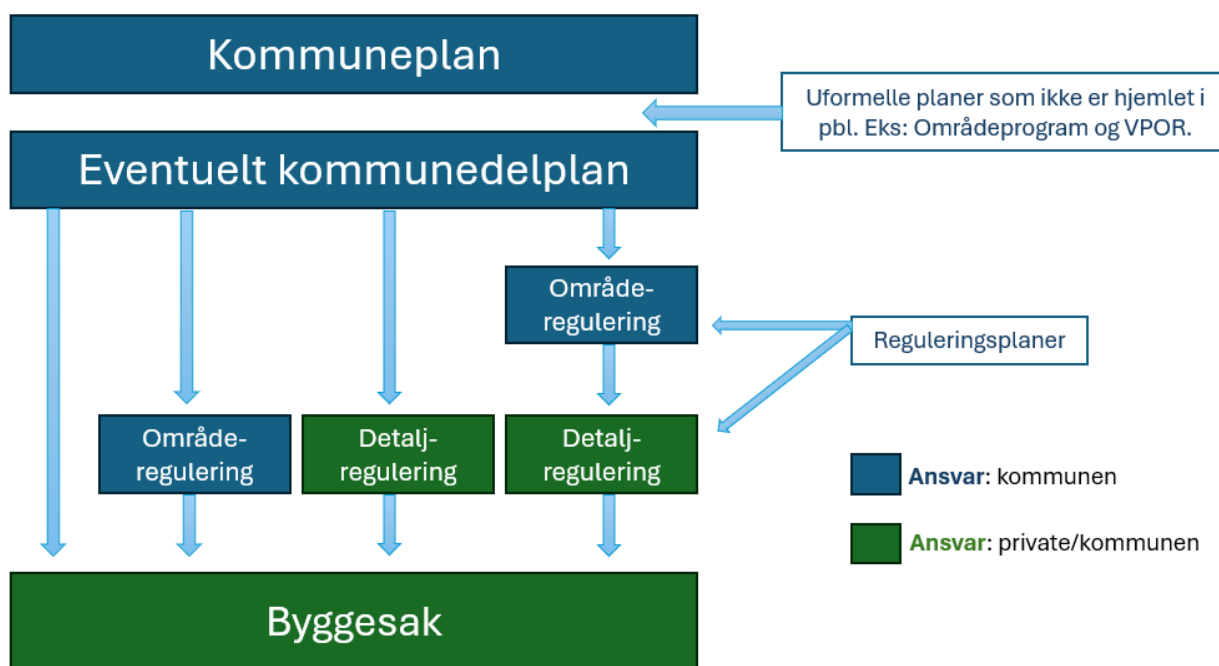 Kommuneplan
Uformelle planer som ikke er hjemlet i
pbl. Eks: Områdeprogram og VPOR.
Eventuelt kommunedelplan
Område-
regulering
Reguleringsplaner
Område-
regulering
Detalj-
regulering
Detalj-
regulering
Ansvar: kommunen
Ansvar: private/kommunen
Byggesak